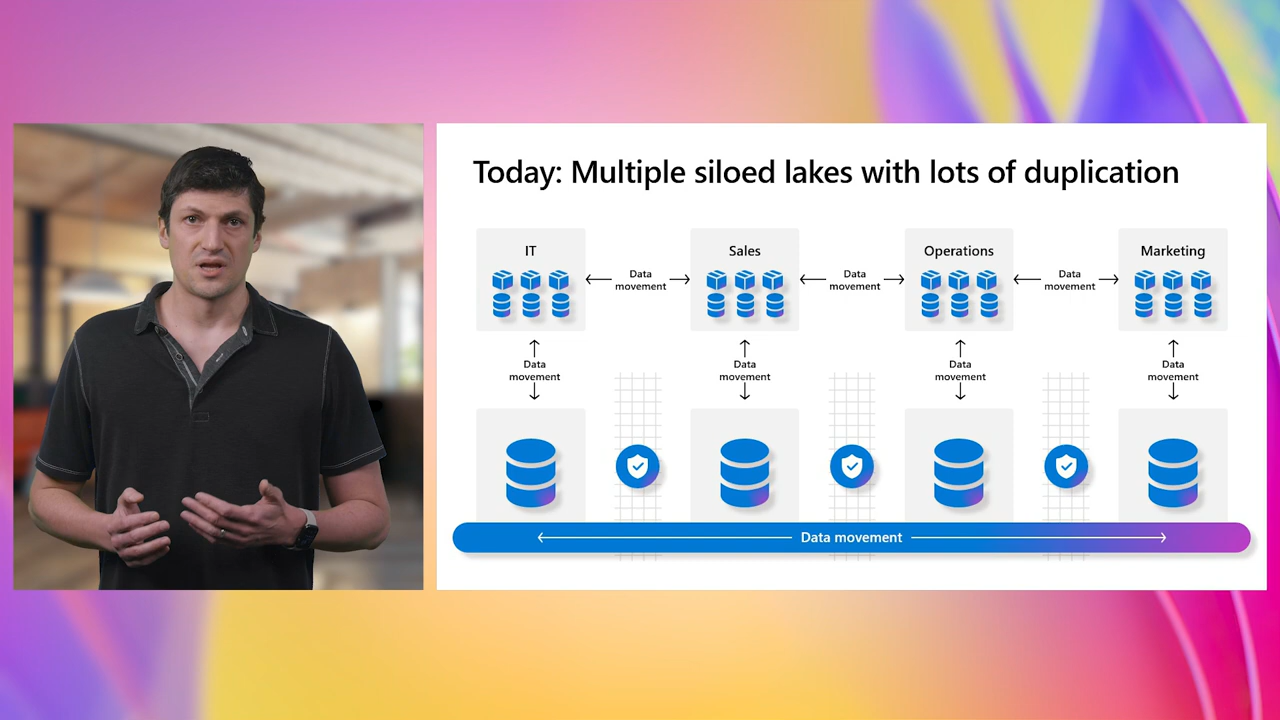 Today: Multiple siloed lakes with lots of duplication
IT
Sales
Operations
Marketing
Data
movement
Data
movement
Data
movement
Data
movement
Data
movement
Data
movement
Data
movement
Data movement